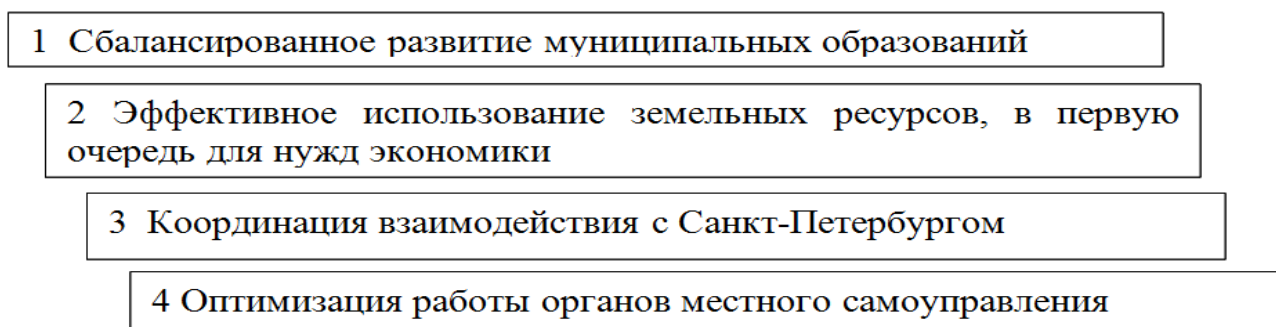 1 Сбалансированное развитие муниципальных образований
2 Эффективное использование земельных ресурсов, в первую
очередь для нужд экономики
3 Координация взаимодействия с Санкт-Петербургом
4 Оптимизация работы органов местного самоуправления